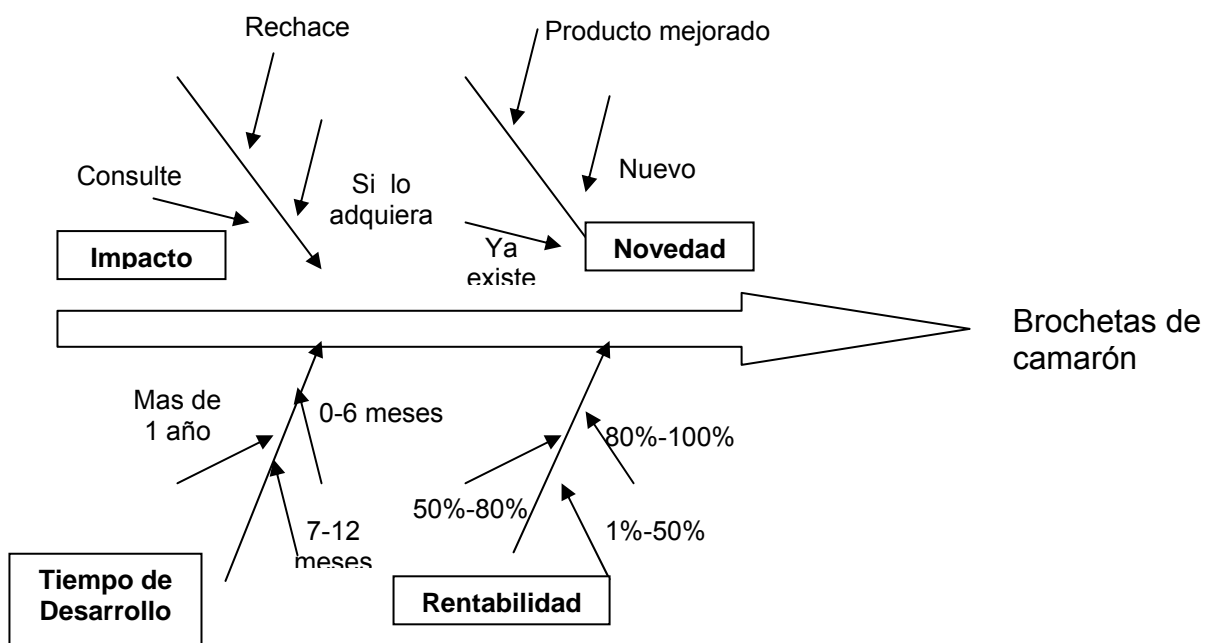 Rechace
Producto mejorado
Consulte
Si lo
adquiera
Nuevo
Impacto
Ya
existe
Novedad
Brochetas de
camarón
Mas de
1 año
0-6 meses
80%-100%
50%-80%
7-12
meses
1%-50%
Tiempo de
Desarrollo
Rentabilidad